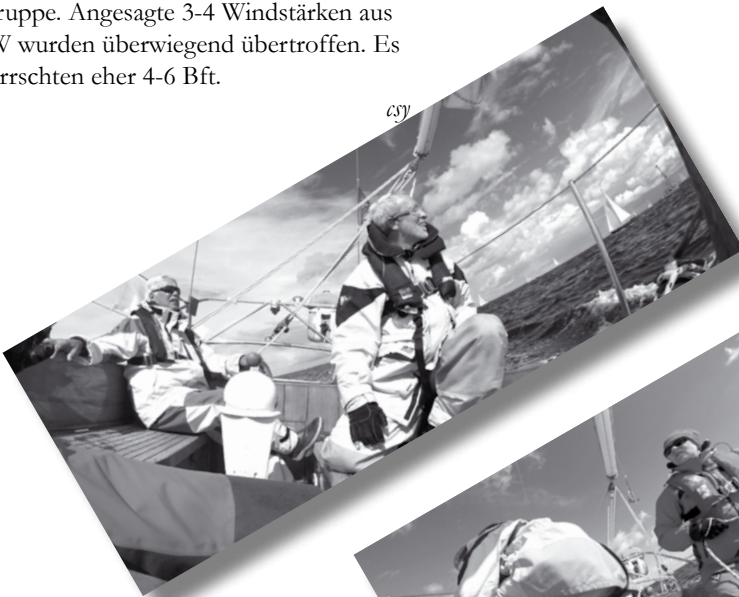 ruppe. Angesagte 3-4 Windstärken aus
W wurden überwiegend übertroffen. Es
rrschten eher 4-6 Bft.
csy